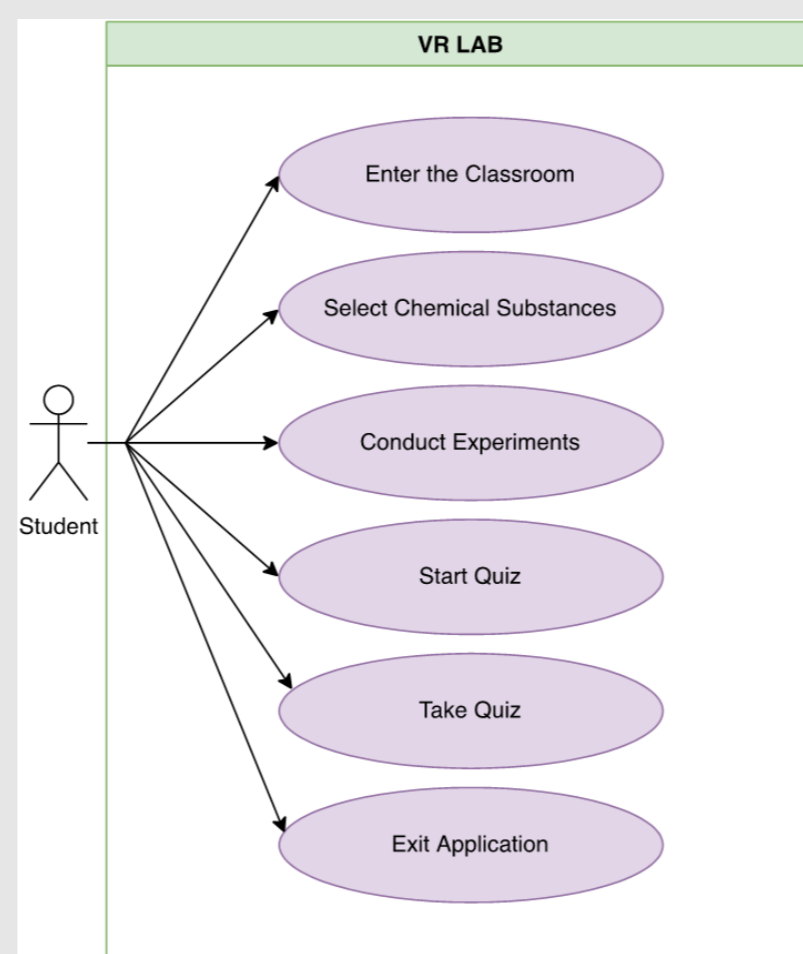 VR LAB
Enter the Classroom
Select Chemical Substances
Conduct Experiments
Student
Start Quiz
Take Quiz
Exit Application